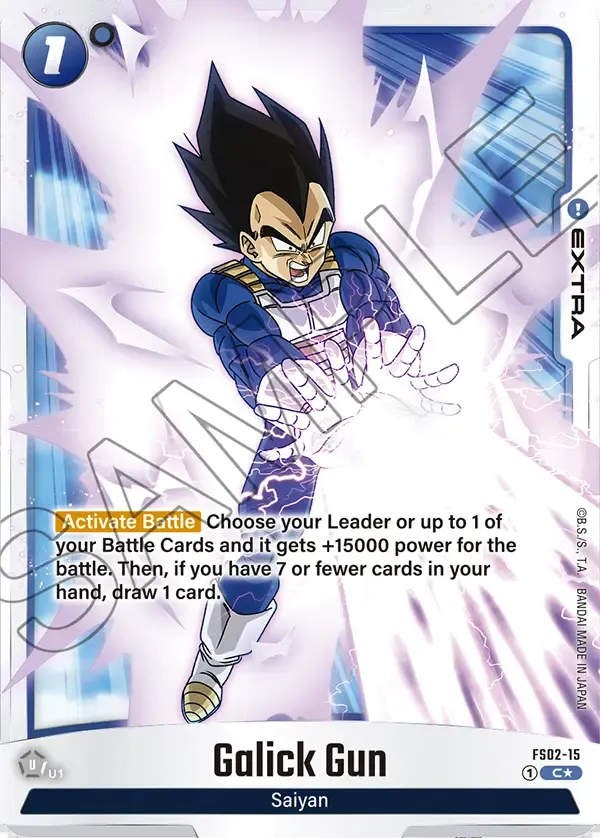 1
! EXTRA
SAMPLE
Activate Battle Choose your Leader or up to 1 of
your Battle Cards and it gets +15000 power for the
battle. Then, if you have 7 or fewer cards in your
hand, draw 1 card.
©B.S./S., T.A. BANDAI MADE IN JAPAN
U/U1
Galick Gun
FS02-15
1 C★
Saiyan